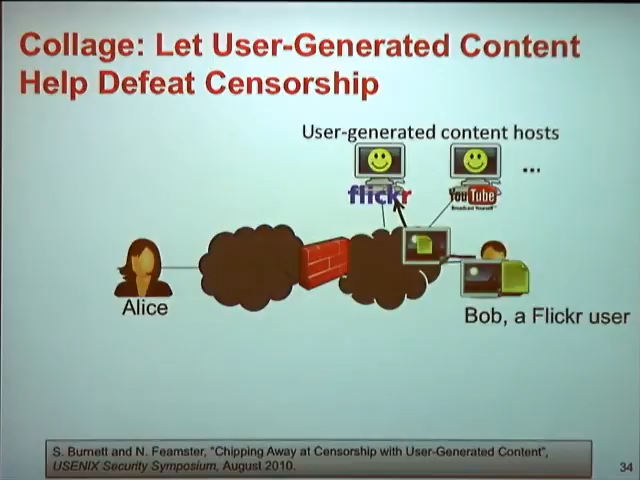 Collage: Let User-Generated Content
Help Defeat Censorship
User-generated content hosts
...
flickr
YouTube
Broadcast Yourself™
Alice
Bob, a Flickr user
S. Burnett and N. Feamster, "Chipping Away at Censorship with User-Generated Content",
USENIX Security Symposium, August 2010.
34